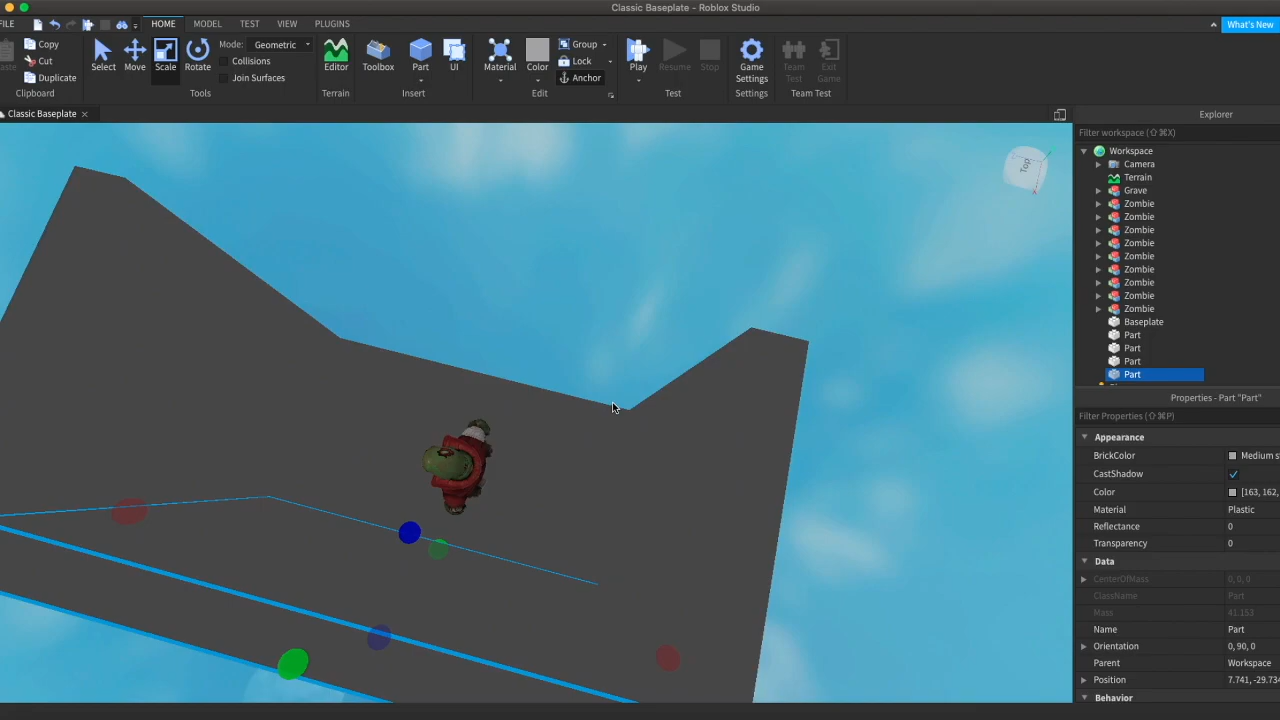 Classic Baseplate - Roblox Studio
FILE HOME MODEL TEST VIEW PLUGINS What's New
Copy
Cut
Duplicate
Clipboard
Select Move Scale Rotate
Mode: Geometric
Collisions
Join Surfaces
Tools
Editor
Terrain
Toolbox Part UI
Insert
Material Color
Group
Lock
Anchor
Edit
Play Resume Stop
Test
Game Settings
Settings
Team Test Exit Game
Team Test
Classic Baseplate
Top
Explorer
Filter workspace (⇧⌘X)
Workspace
Camera
Terrain
Grave
Zombie
Zombie
Zombie
Zombie
Zombie
Zombie
Zombie
Zombie
Zombie
Baseplate
Part
Part
Part
Part
Properties - Part "Part"
Filter Properties (⇧⌘P)
Appearance
BrickColor Medium s
CastShadow
Color [163, 162,
Material Plastic
Reflectance 0
Transparency 0
Data
CenterOfMass 0, 0, 0
ClassName Part
Mass 41.153
Name Part
Orientation 0, 90, 0
Parent Workspace
Position 7.741, -29.734
Behavior